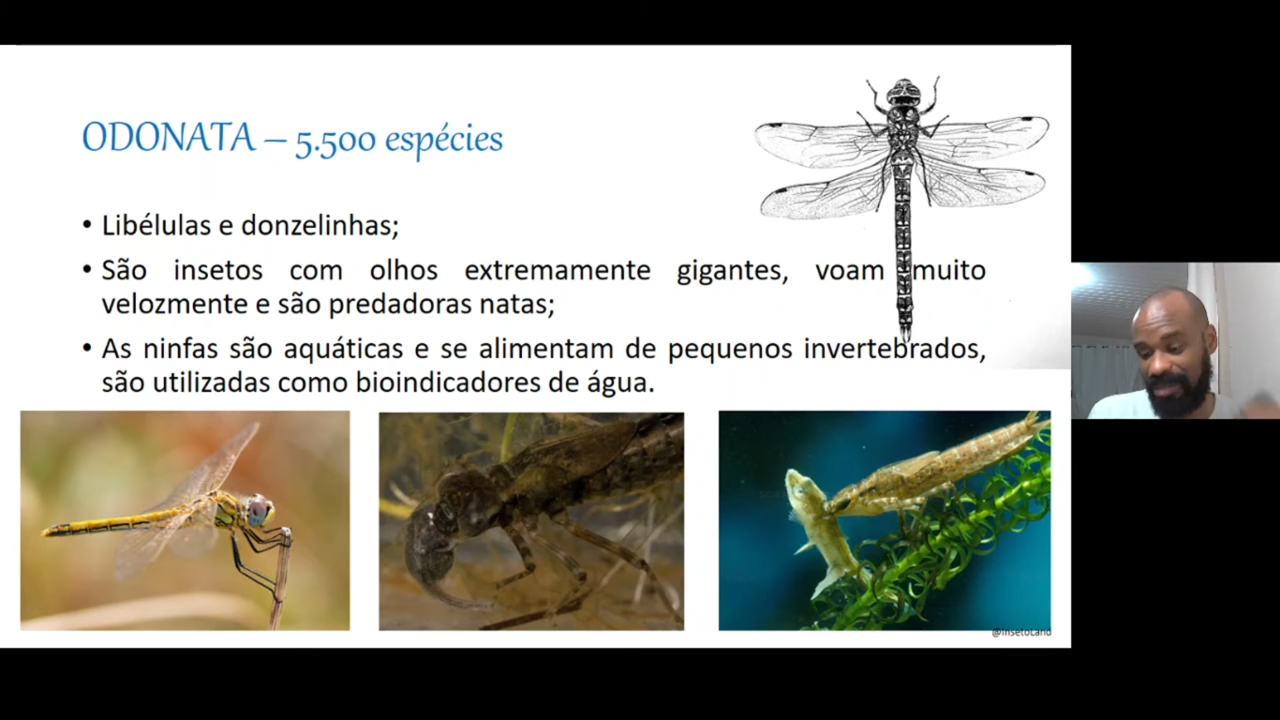 ODONATA – 5.500 espécies
• Libélulas e donzelinhas;
• São insetos com olhos extremamente gigantes, voam muito
velozmente e são predadoras natas;
• As ninfas são aquáticas e se alimentam de pequenos invertebrados,
são utilizadas como bioindicadores de água.
@InsetoLand